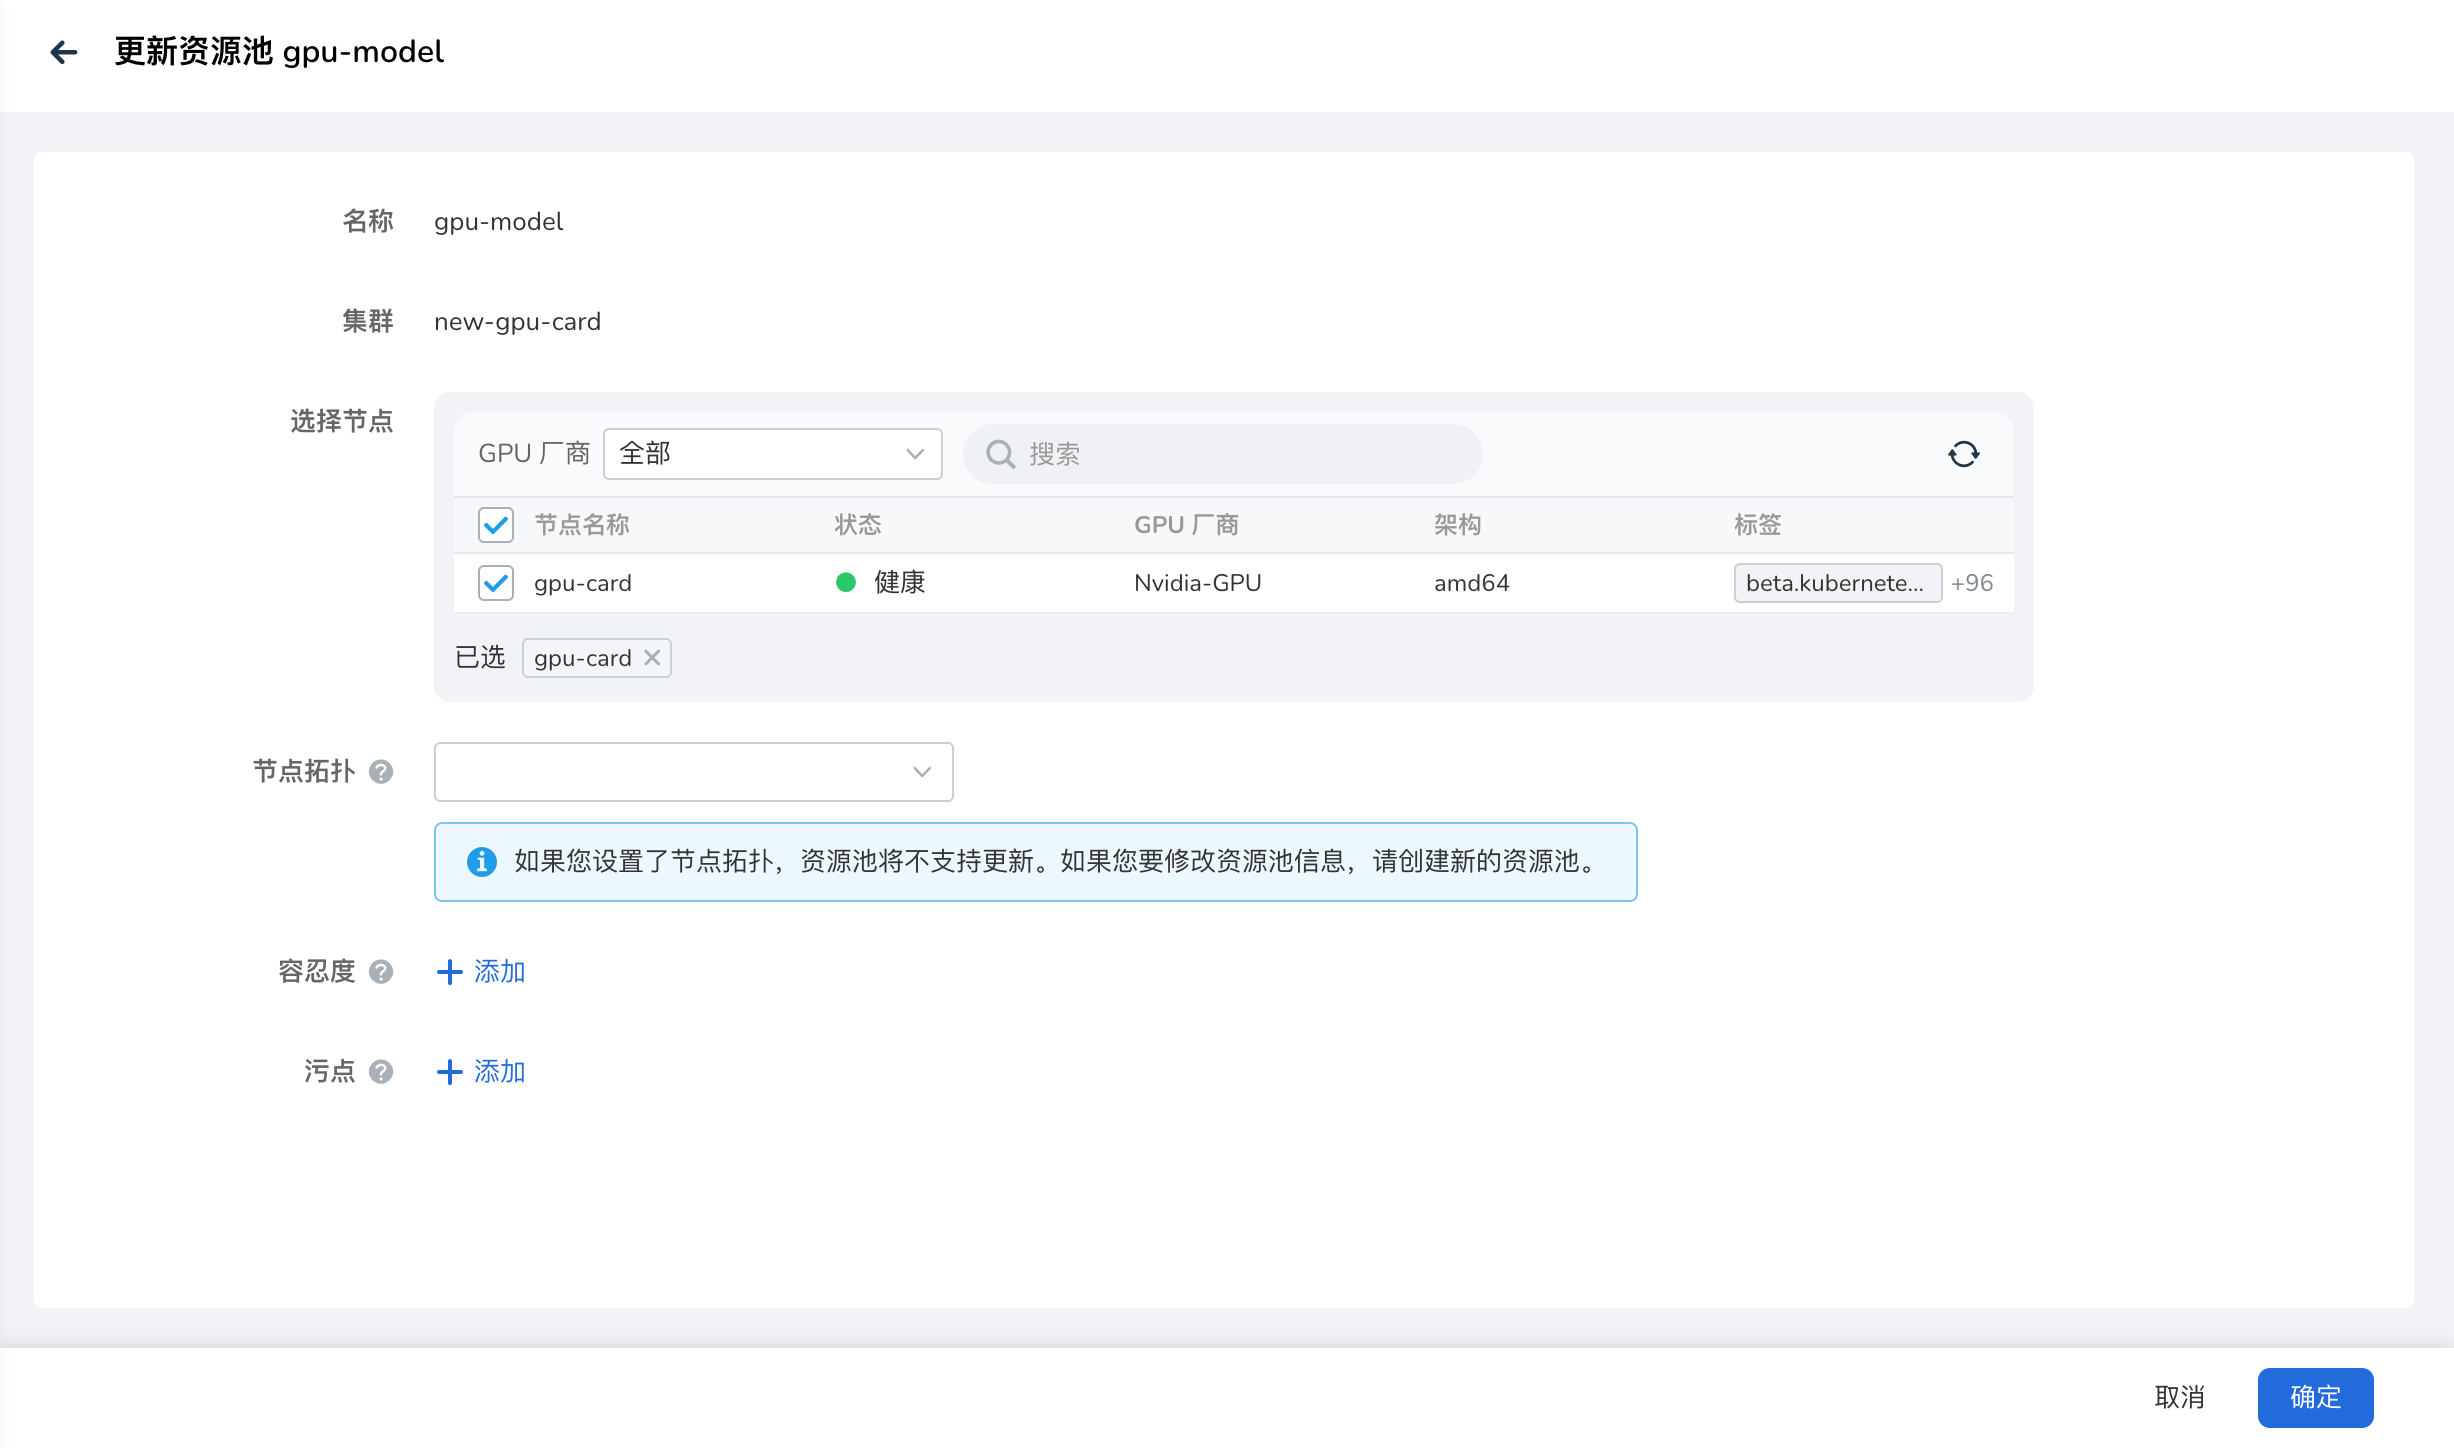 更新资源池 gpu-model
名称 gpu-model
集群 new-gpu-card
选择节点
GPU 厂商 全部 搜索
节点名称 状态 GPU 厂商 架构 标签
gpu-card 健康 Nvidia-GPU amd64 beta.kubernete... +96
已选 gpu-card
节点拓扑
如果您设置了节点拓扑，资源池将不支持更新。如果您要修改资源池信息，请创建新的资源池。
容忍度 添加
污点 添加
取消 确定